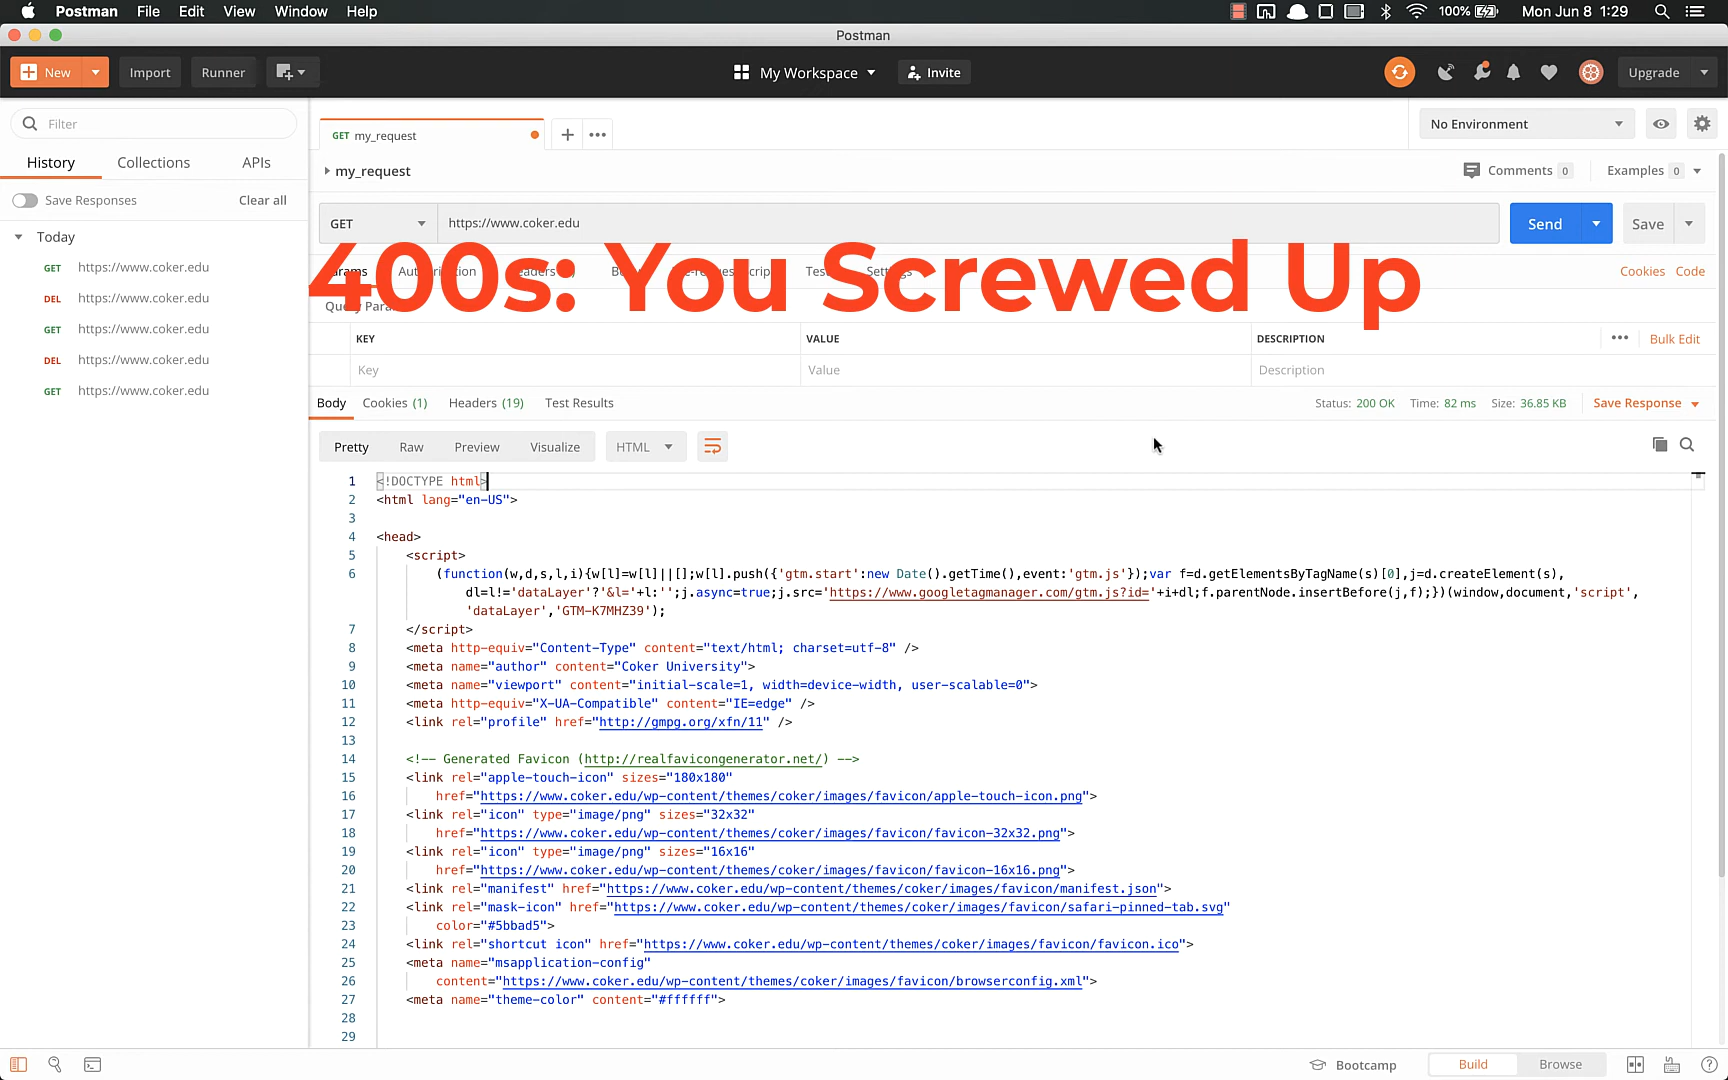 Postman File Edit View Window Help 100% Mon Jun 8 1:29
Postman
New Import Runner My Workspace Invite Upgrade
Filter GET my_request No Environment
History Collections APIs my_request Comments 0 Examples 0
Save Responses Clear all
Today GET https://www.coker.edu Send Save
GET https://www.coker.edu
DEL https://www.coker.edu
GET https://www.coker.edu
DEL https://www.coker.edu
GET https://www.coker.edu
400s: You Screwed Up
Cookies Code
KEY VALUE DESCRIPTION Bulk Edit
Key Value Description
Body Cookies (1) Headers (19) Test Results Status: 200 OK Time: 82 ms Size: 36.85 KB Save Response
Pretty Raw Preview Visualize HTML
1 <!DOCTYPE html>
2 <html lang="en-US">
3
4 <head>
5 <script>
6 (function(w,d,s,l,i){w[l]=w[l]||[];w[l].push({'gtm.start':new Date().getTime(),event:'gtm.js'});var f=d.getElementsByTagName(s)[0],j=d.createElement(s),
dl=l!='dataLayer'?'&l='+l:'';j.async=true;j.src='https://www.googletagmanager.com/gtm.js?id='+i+dl;f.parentNode.insertBefore(j,f);})(window,document,'script',
'dataLayer','GTM-K7MHZ39');
7 </script>
8 <meta http-equiv="Content-Type" content="text/html; charset=utf-8" />
9 <meta name="author" content="Coker University">
10 <meta name="viewport" content="initial-scale=1, width=device-width, user-scalable=0">
11 <meta http-equiv="X-UA-Compatible" content="IE=edge" />
12 <link rel="profile" href="http://gmpg.org/xfn/11" />
13
14 <!-- Generated Favicon (http://realfavicongenerator.net/) -->
15 <link rel="apple-touch-icon" sizes="180x180"
16 href="https://www.coker.edu/wp-content/themes/coker/images/favicon/apple-touch-icon.png">
17 <link rel="icon" type="image/png" sizes="32x32"
18 href="https://www.coker.edu/wp-content/themes/coker/images/favicon/favicon-32x32.png">
19 <link rel="icon" type="image/png" sizes="16x16"
20 href="https://www.coker.edu/wp-content/themes/coker/images/favicon/favicon-16x16.png">
21 <link rel="manifest" href="https://www.coker.edu/wp-content/themes/coker/images/favicon/manifest.json">
22 <link rel="mask-icon" href="https://www.coker.edu/wp-content/themes/coker/images/favicon/safari-pinned-tab.svg"
23 color="#5bbad5">
24 <link rel="shortcut icon" href="https://www.coker.edu/wp-content/themes/coker/images/favicon/favicon.ico">
25 <meta name="msapplication-config"
26 content="https://www.coker.edu/wp-content/themes/coker/images/favicon/browserconfig.xml">
27 <meta name="theme-color" content="#ffffff">
28
29
Bootcamp Build Browse